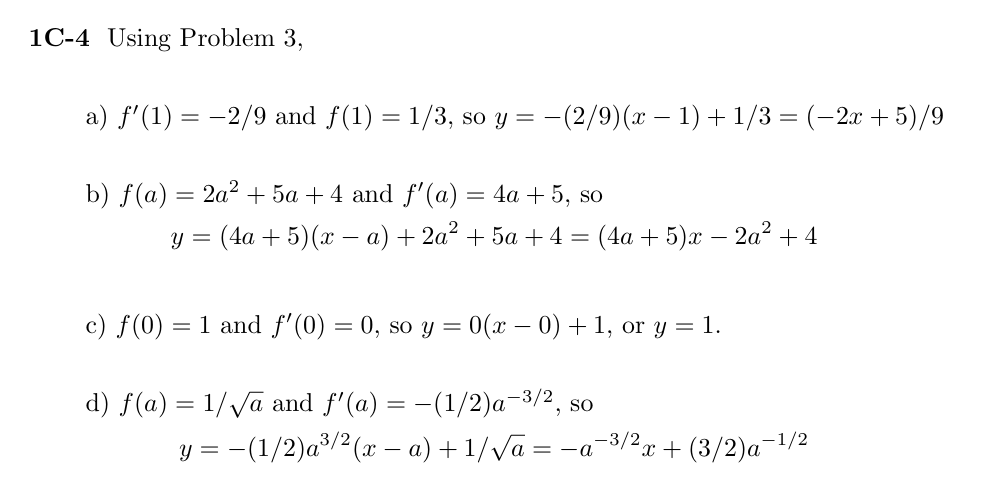 1C-4 Using Problem 3,
a) f′(1) = −2/9 and f(1) = 1/3, so y = −(2/9)(x − 1) + 1/3 = (−2x + 5)/9
b) f(a) = 2a² + 5a + 4 and f′(a) = 4a + 5, so
y = (4a + 5)(x − a) + 2a² + 5a + 4 = (4a + 5)x − 2a² + 4
c) f(0) = 1 and f′(0) = 0, so y = 0(x − 0) + 1, or y = 1.
d) f(a) = 1/√a and f′(a) = −(1/2)a^{−3/2}, so
y = −(1/2)a^{3/2}(x − a) + 1/√a = −a^{−3/2}x + (3/2)a^{−1/2}